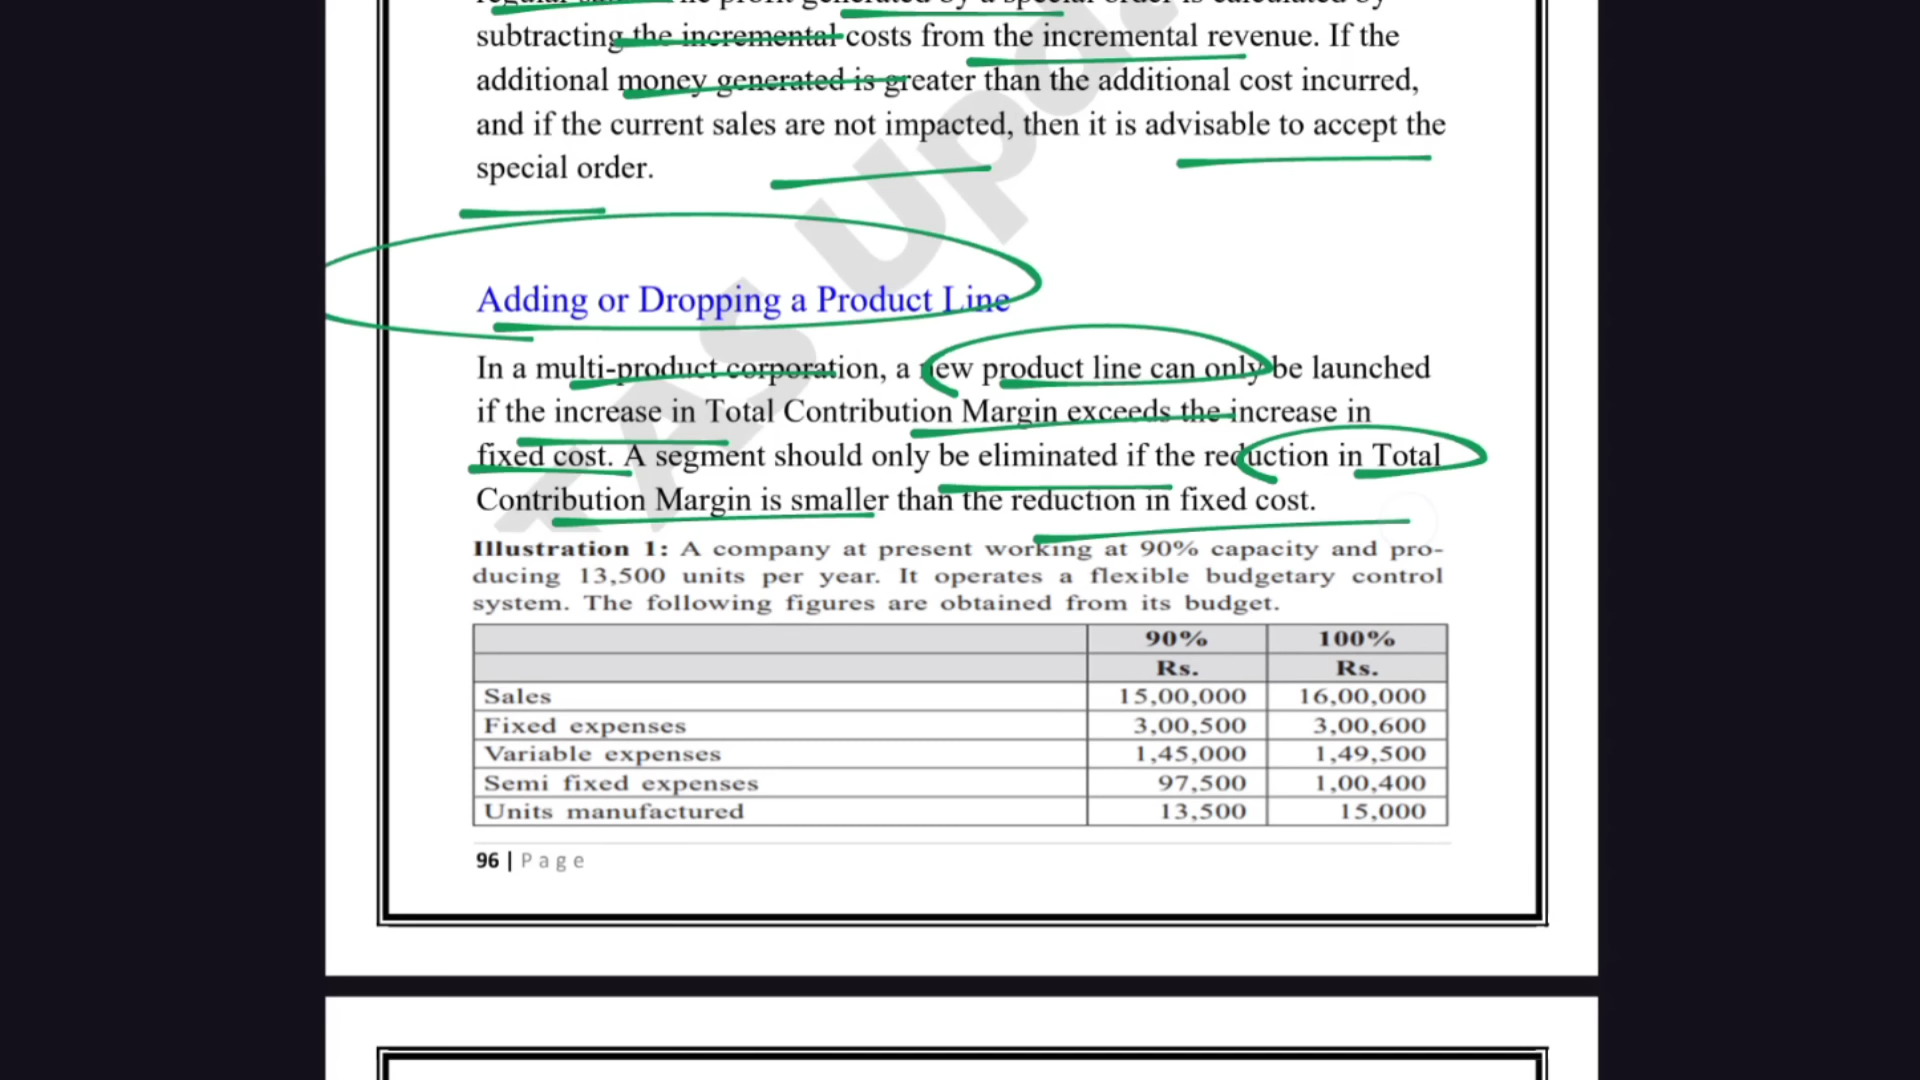 generated by a special order is calculated by
subtracting the incremental costs from the incremental revenue. If the
additional money generated is greater than the additional cost incurred,
and if the current sales are not impacted, then it is advisable to accept the
special order.
Adding or Dropping a Product Line
In a multi-product corporation, a new product line can only be launched
if the increase in Total Contribution Margin exceeds the increase in
fixed cost. A segment should only be eliminated if the reduction in Total
Contribution Margin is smaller than the reduction in fixed cost.
Illustration 1: A company at present working at 90% capacity and pro-
ducing 13,500 units per year. It operates a flexible budgetary control
system. The following figures are obtained from its budget.
90% 100%
Rs. Rs.
Sales 15,00,000 16,00,000
Fixed expenses 3,00,500 3,00,600
Variable expenses 1,45,000 1,49,500
Semi fixed expenses 97,500 1,00,400
Units manufactured 13,500 15,000
96 | Page